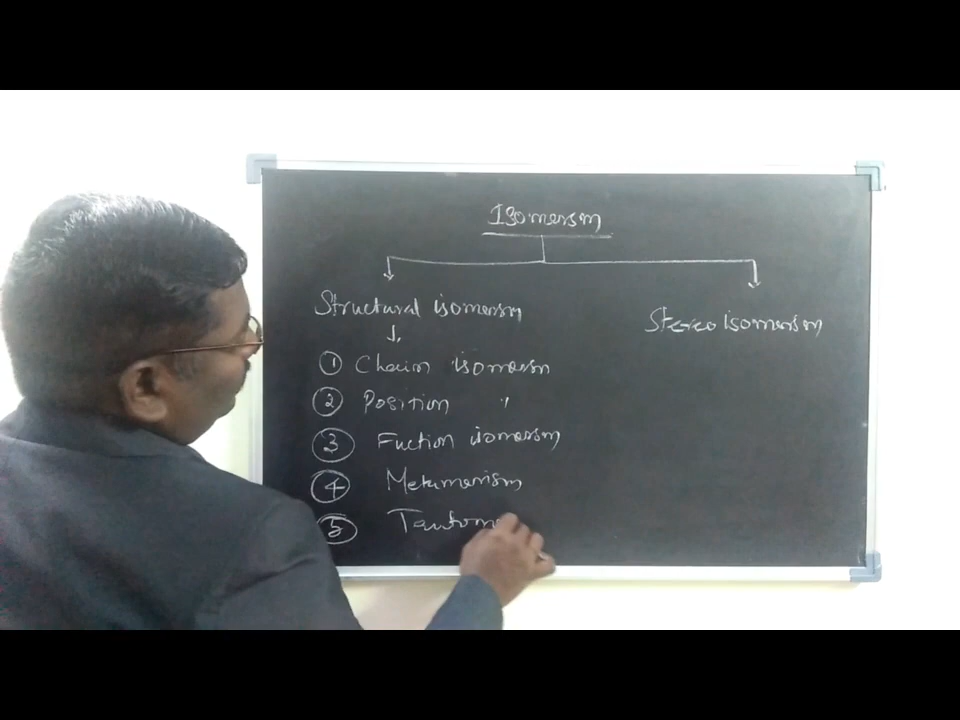 Isomerism
Structural isomerism
Stereo isomerism
1 Chain isomerism
2 Position "
3 Fuction isomerism
4 Metamerism
5 Tautom